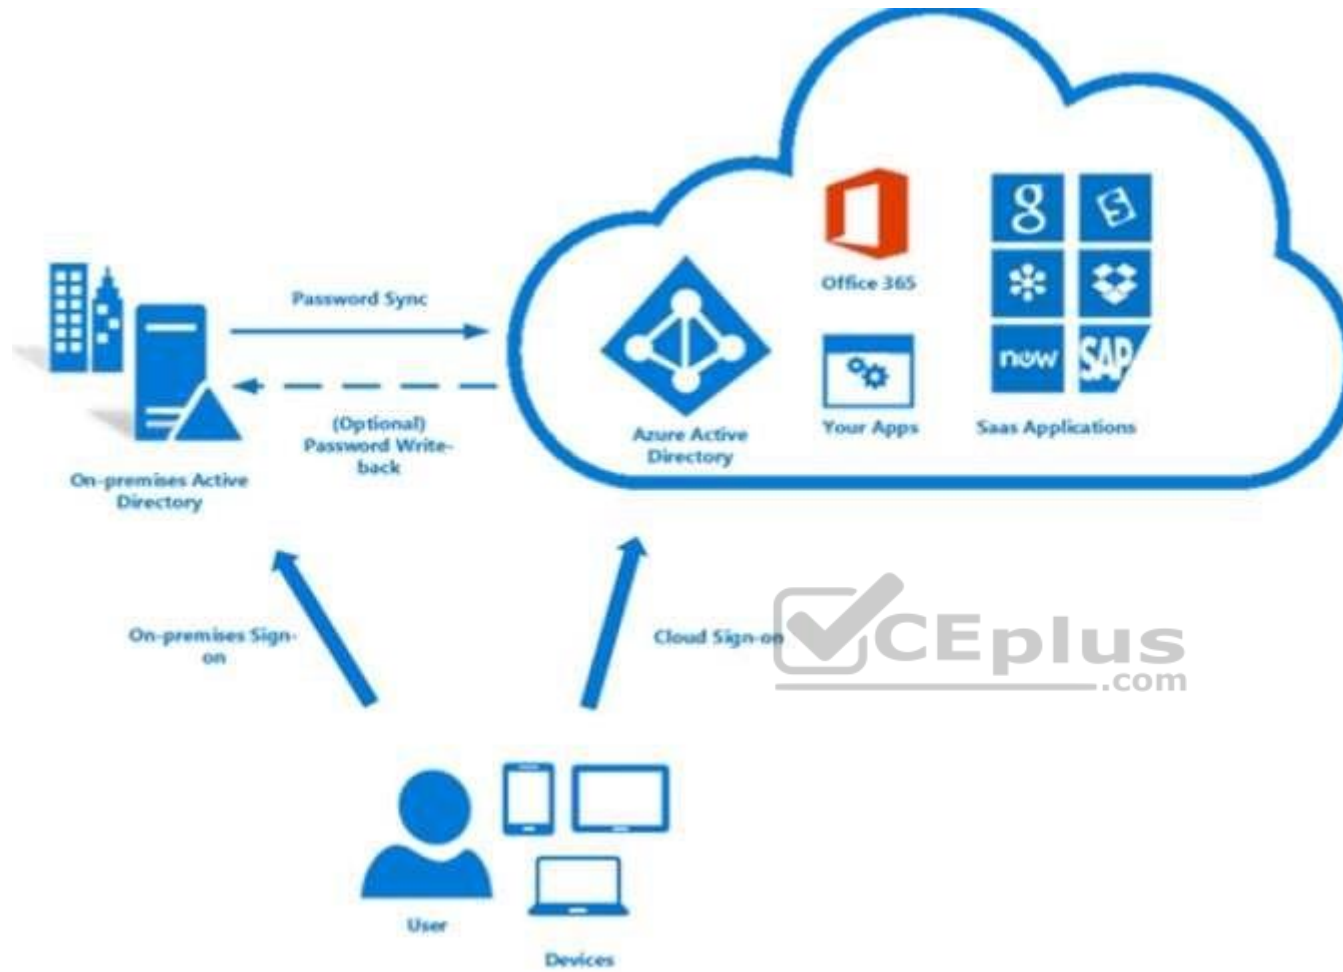 Office 365
Password Sync
(Optional)
Password Write-
back
Azure Active
Directory
Your Apps
Saas Applications
g
S
now
SAP
On-premises Active
Directory
On-premises Sign-
on
Cloud Sign-on
VCEplus
.com
User
Devices